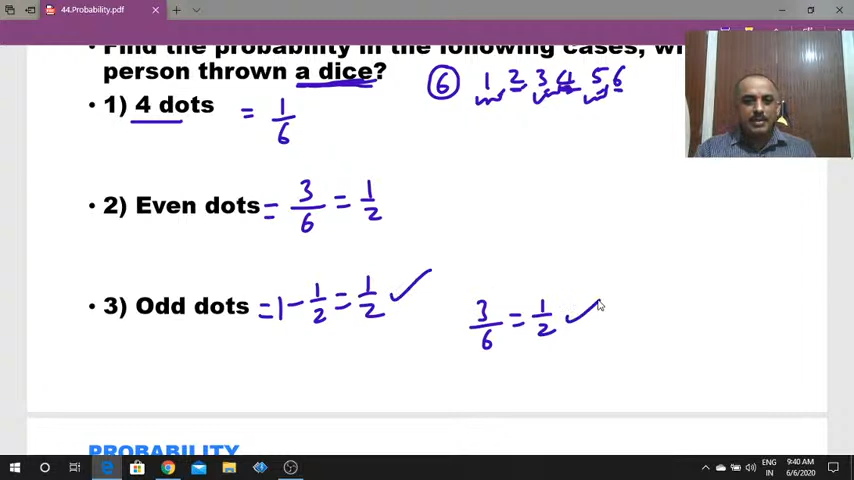 44.Probability.pdf
Find the probability in the following cases, wi
person thrown a dice?
6 1 2 3 4 5 6
• 1) 4 dots = 1/6
• 2) Even dots = 3/6 = 1/2
• 3) Odd dots = 1 - 1/2 = 1/2 ✓
3/6 = 1/2 ✓
PROBABILITY
ENG 9:40 AM
IN 6/6/2020